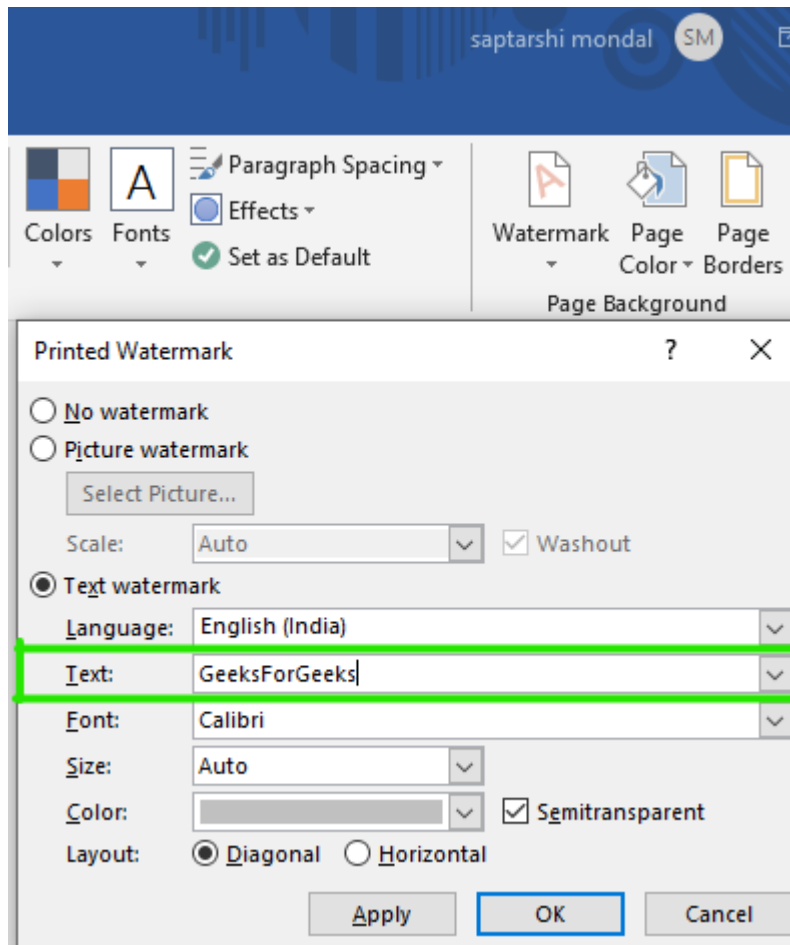 saptarshi mondal SM
Paragraph Spacing
Effects
Set as Default
Colors Fonts
Watermark Page Color Page Borders
Page Background
Printed Watermark ? X
No watermark
Picture watermark
Select Picture...
Scale: Auto Washout
Text watermark
Language: English (India)
Text: GeeksForGeeks
Font: Calibri
Size: Auto
Color: Semitransparent
Layout: Diagonal Horizontal
Apply OK Cancel